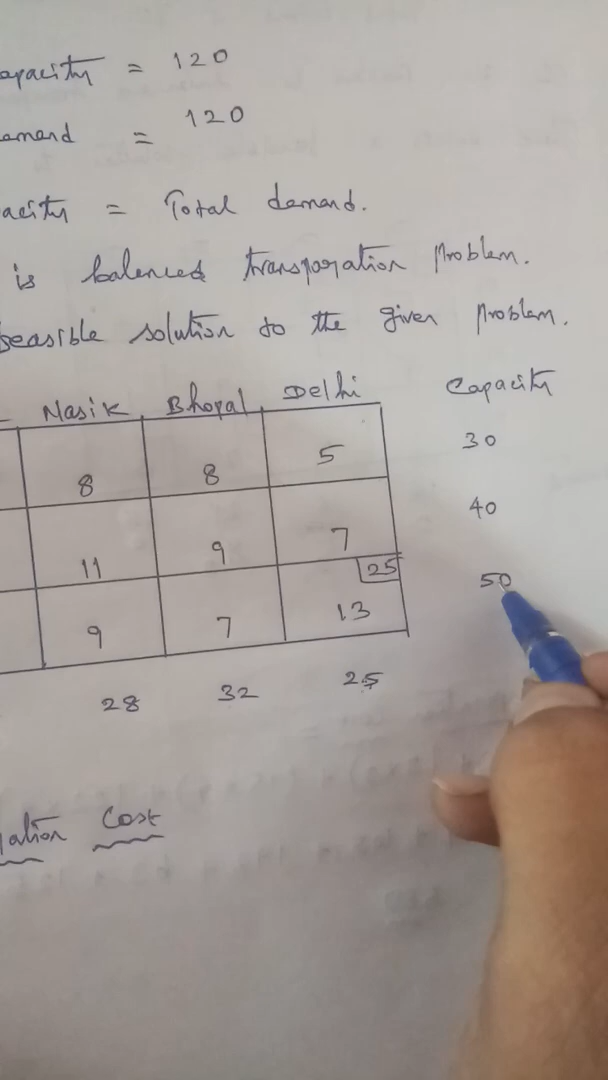 apacity = 120
emand = 120
acity = Total demand.
is balenced transporation problem.
feasible solution to the given problem.
Nasik Bhopal Delhi Capacity
8 8 5 30
11 9 7 40
25 50
9 7 13
28 32 25
ation Cost